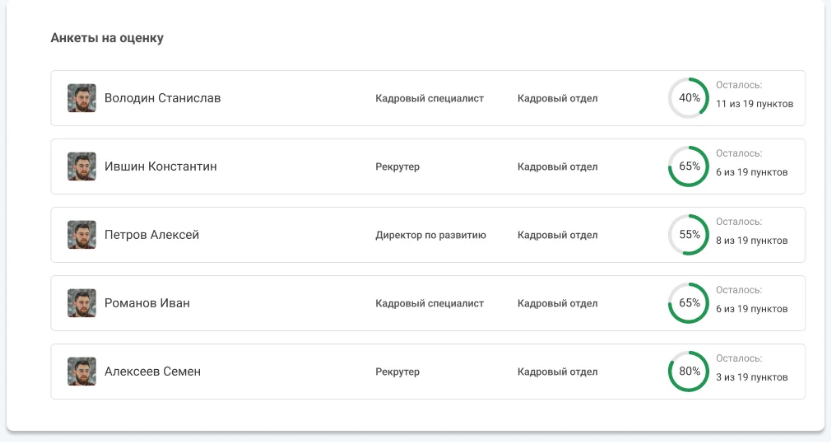 Анкеты на оценку
Володин Станислав
Кадровый специалист
Кадровый отдел
40%
Осталось:
11 из 19 пунктов
Ившин Константин
Рекрутер
Кадровый отдел
65%
Осталось:
6 из 19 пунктов
Петров Алексей
Директор по развитию
Кадровый отдел
55%
Осталось:
8 из 19 пунктов
Романов Иван
Кадровый специалист
Кадровый отдел
65%
Осталось:
6 из 19 пунктов
Алексеев Семен
Рекрутер
Кадровый отдел
80%
Осталось:
3 из 19 пунктов